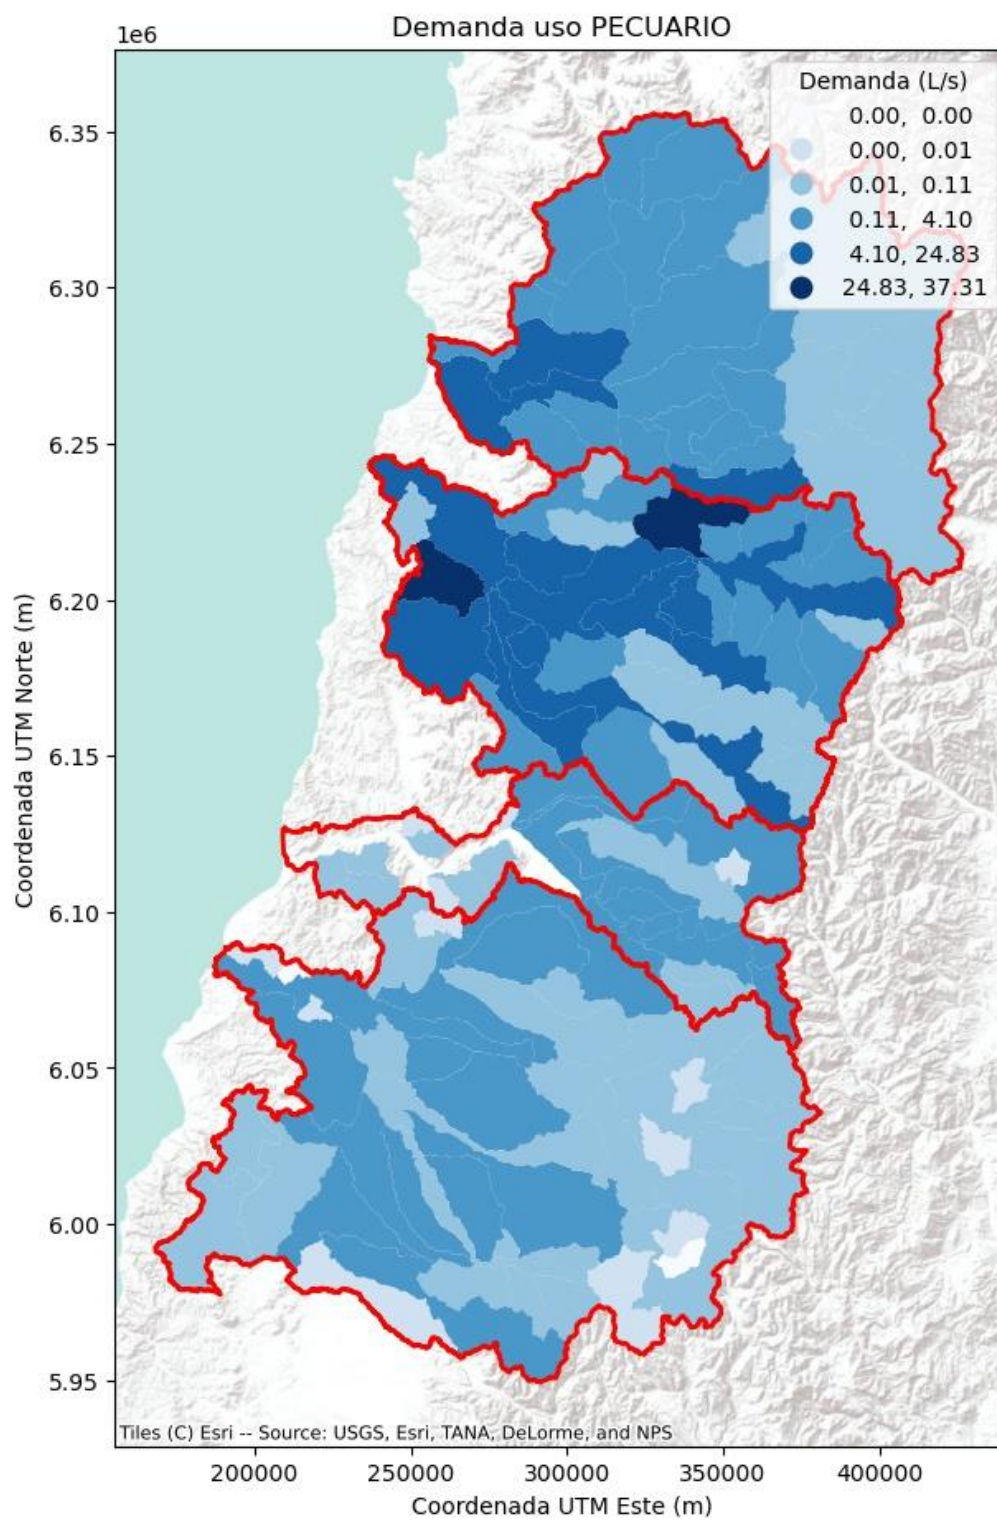 Demanda uso PECUARIO
1e6
Demanda (L/s)
0.00, 0.00
0.00, 0.01
0.01, 0.11
0.11, 4.10
4.10, 24.83
24.83, 37.31
6.35
6.30
6.25
6.20
6.15
6.10
6.05
6.00
5.95
Coordenada UTM Norte (m)
Tiles (C) Esri -- Source: USGS, Esri, TANA, DeLorme, and NPS
200000 250000 300000 350000 400000
Coordenada UTM Este (m)